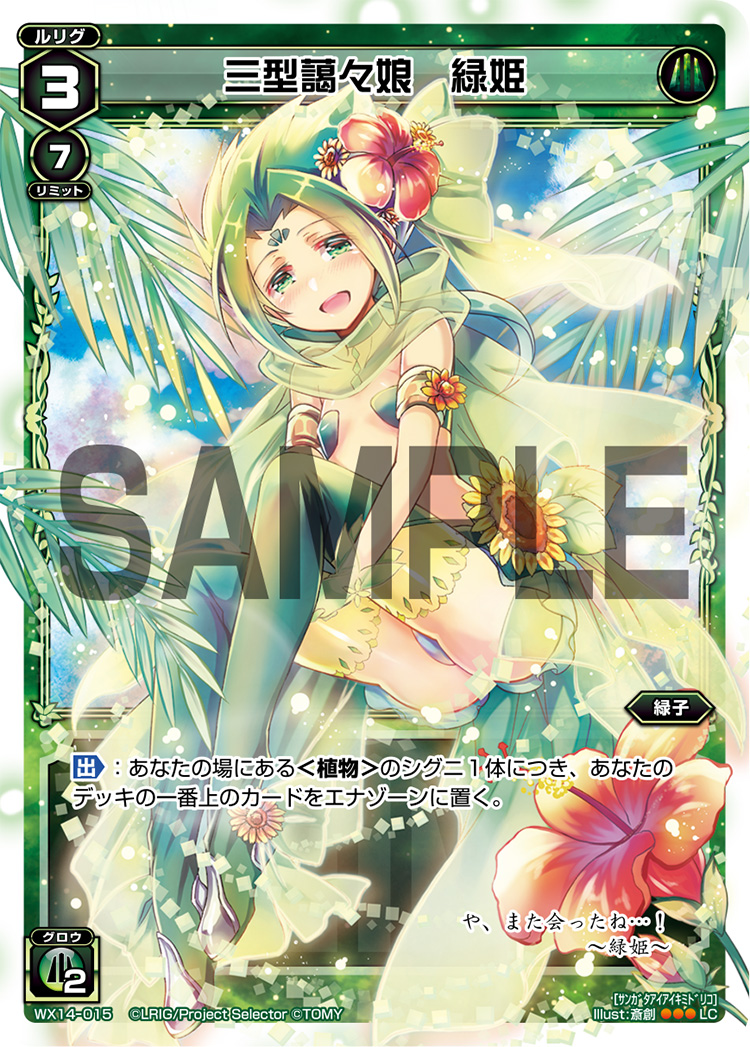 ルリグ
3
三型譪々娘　緑姫
7
リミット
SAMPLE
緑子
出：あなたの場にある<植物>のシグニ１体につき、あなたの
デッキの一番上のカードをエナゾーンに置く。
や、また会ったね…！
～緑姫～
グロウ
2
[サンガタアイアイキミドリコ]
WX14-015 ©LRIG/Project Selector ©TOMY Illust:斎創 LC